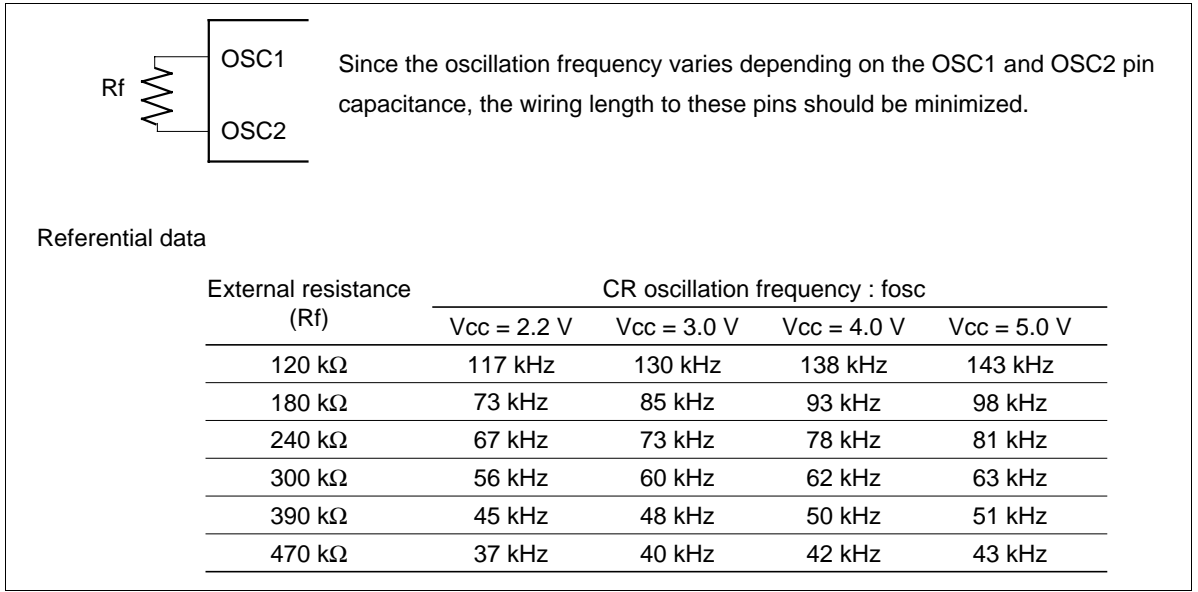 Rf
OSC1
OSC2
Since the oscillation frequency varies depending on the OSC1 and OSC2 pin
capacitance, the wiring length to these pins should be minimized.
Referential data
External resistance
(Rf)
CR oscillation frequency : fosc
Vcc = 2.2 V Vcc = 3.0 V Vcc = 4.0 V Vcc = 5.0 V
120 kΩ 117 kHz 130 kHz 138 kHz 143 kHz
180 kΩ 73 kHz 85 kHz 93 kHz 98 kHz
240 kΩ 67 kHz 73 kHz 78 kHz 81 kHz
300 kΩ 56 kHz 60 kHz 62 kHz 63 kHz
390 kΩ 45 kHz 48 kHz 50 kHz 51 kHz
470 kΩ 37 kHz 40 kHz 42 kHz 43 kHz